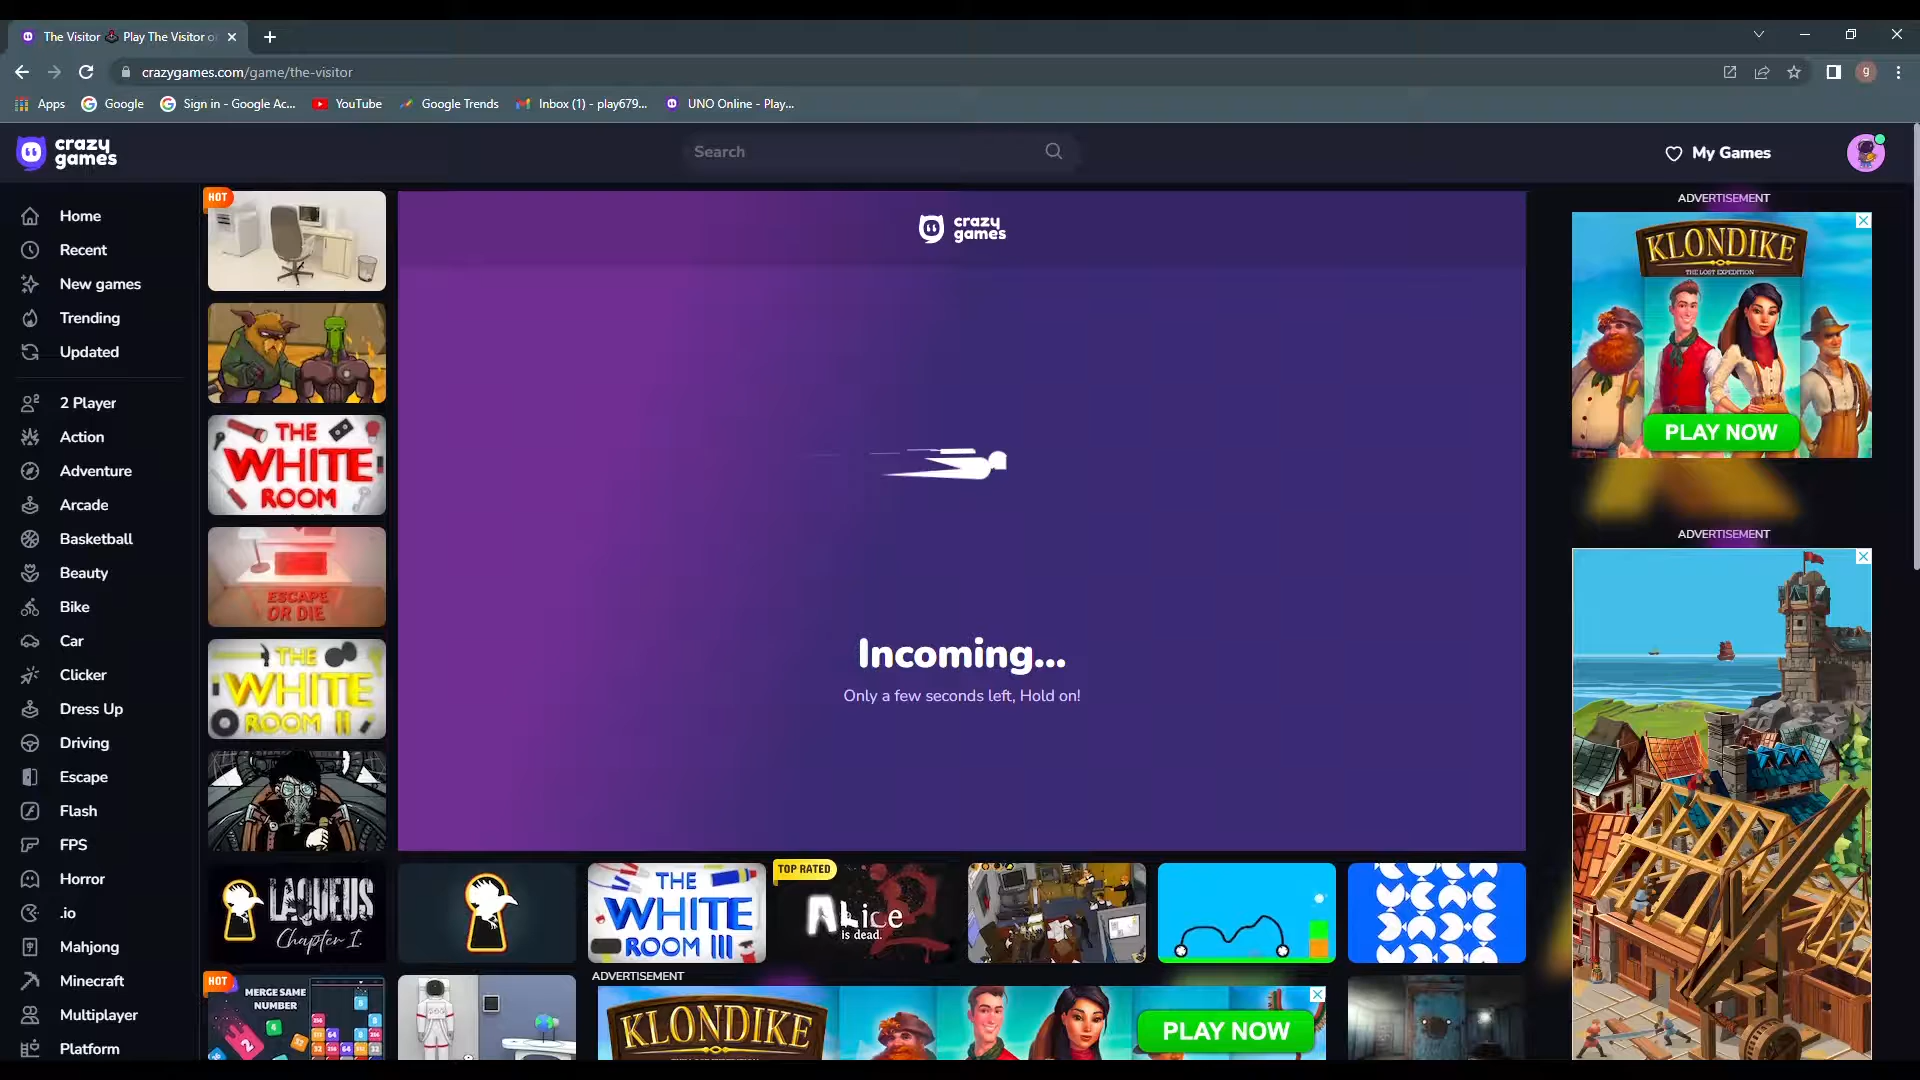 The Visitor Play The Visitor o
crazygames.com/game/the-visitor
Apps
Google
Sign in - Google Ac...
YouTube
Google Trends
Inbox (1) - play679...
UNO Online - Play...
g
crazy
games
Search
My Games
Home
Recent
New games
Trending
Updated
2 Player
Action
Adventure
Arcade
Basketball
Beauty
Bike
Car
Clicker
Dress Up
Driving
Escape
Flash
FPS
Horror
.io
Mahjong
Minecraft
Multiplayer
Platform
HOT
THE
WHITE
ROOM
ESCAPE
OR DIE
THE
WHITE
ROOM II
LAQUEUS
Chapter I.
HOT
MERGE SAME
NUMBER
crazy
games
Incoming...
Only a few seconds left, Hold on!
THE
WHITE
ROOM III
TOP RATED
ALice
is dead.
ADVERTISEMENT
KLONDIKE
PLAY NOW
ADVERTISEMENT
KLONDIKE
THE LOST EXPEDITION
PLAY NOW
ADVERTISEMENT